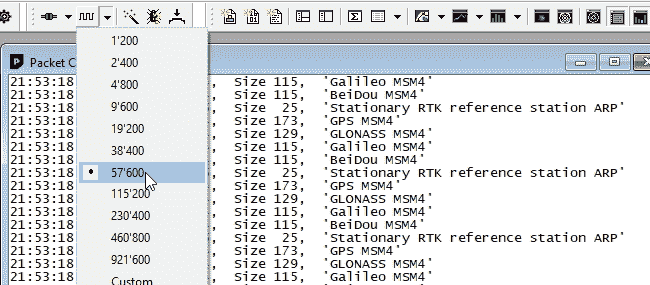 1'200
2'400
4'800
9'600
19'200
38'400
57'600
115'200
230'400
460'800
921'600
Custom
Packet C
21:53:18 , Size 115, 'Galileo MSM4'
21:53:18 , Size 115, 'BeiDou MSM4'
21:53:18 , Size 25, 'Stationary RTK reference station ARP'
21:53:18 , Size 173, 'GPS MSM4'
21:53:18 , Size 129, 'GLONASS MSM4'
21:53:18 , Size 115, 'Galileo MSM4'
21:53:18 , Size 115, 'BeiDou MSM4'
21:53:18 , Size 25, 'Stationary RTK reference station ARP'
21:53:18 , Size 173, 'GPS MSM4'
21:53:18 , Size 129, 'GLONASS MSM4'
21:53:18 , Size 115, 'Galileo MSM4'
21:53:18 , Size 115, 'BeiDou MSM4'
21:53:18 , Size 25, 'Stationary RTK reference station ARP'
21:53:18 , Size 173, 'GPS MSM4'
21:53:18 , Size 129, 'GLONASS MSM4'
21:53:18 , Size 115, 'Galileo MSM4'